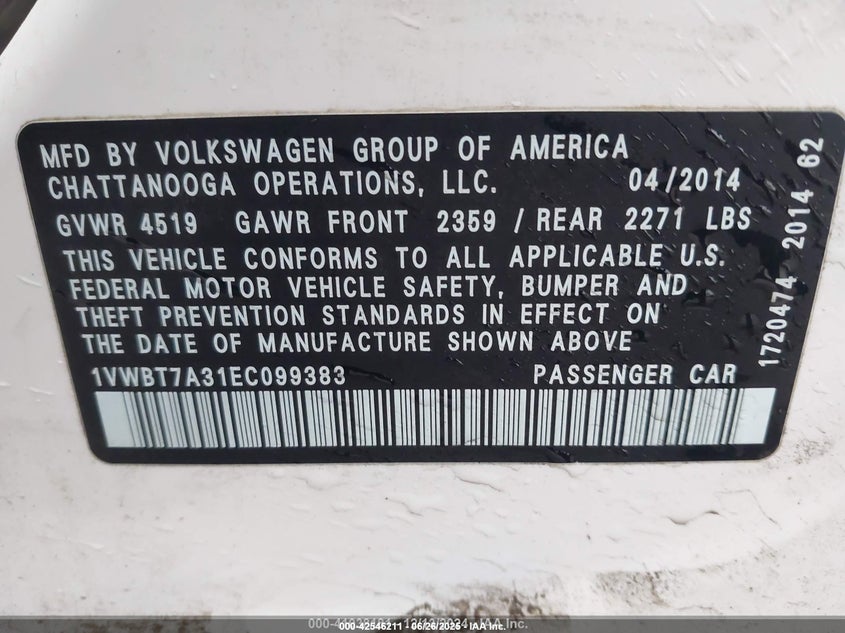 MFD BY VOLKSWAGEN GROUP OF AMERICA
CHATTANOOGA OPERATIONS, LLC. 04/2014
GVWR 4519 GAWR FRONT 2359 / REAR 2271 LBS
THIS VEHICLE CONFORMS TO ALL APPLICABLE U.S.
FEDERAL MOTOR VEHICLE SAFETY, BUMPER AND
THEFT PREVENTION STANDARDS IN EFFECT ON
THE DATE OF MANUFACTURE SHOWN ABOVE
1VWBT7A31EC099383 PASSENGER CAR
1720474 2014 62
000-42546211 06/26/2025 IAA Inc.